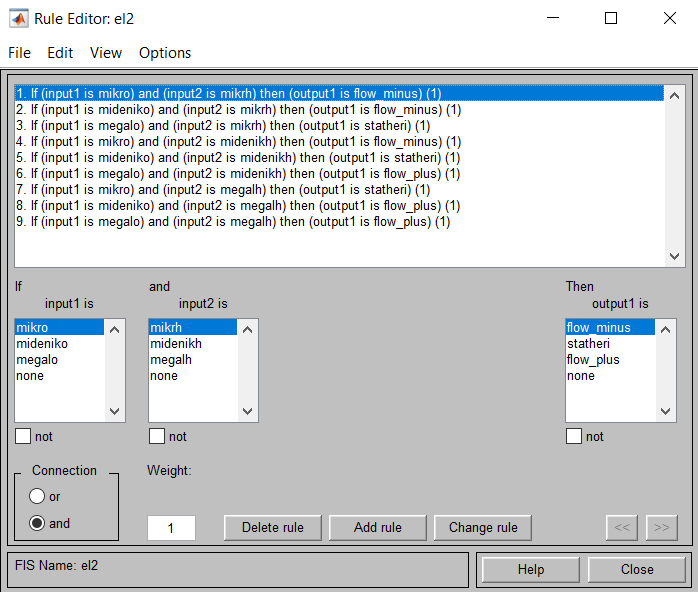 Rule Editor: el2
File Edit View Options
1. If (input1 is mikro) and (input2 is mikrh) then (output1 is flow_minus) (1)
2. If (input1 is mideniko) and (input2 is mikrh) then (output1 is flow_minus) (1)
3. If (input1 is megalo) and (input2 is mikrh) then (output1 is statheri) (1)
4. If (input1 is mikro) and (input2 is midenikh) then (output1 is flow_minus) (1)
5. If (input1 is mideniko) and (input2 is midenikh) then (output1 is statheri) (1)
6. If (input1 is megalo) and (input2 is midenikh) then (output1 is flow_plus) (1)
7. If (input1 is mikro) and (input2 is megalh) then (output1 is statheri) (1)
8. If (input1 is mideniko) and (input2 is megalh) then (output1 is flow_plus) (1)
9. If (input1 is megalo) and (input2 is megalh) then (output1 is flow_plus) (1)
If and Then
input1 is input2 is output1 is
mikro mikrh flow_minus
mideniko midenikh statheri
megalo megalh flow_plus
none none none
not not not
Connection Weight:
or
and 1 Delete rule Add rule Change rule << >>
FIS Name: el2 Help Close